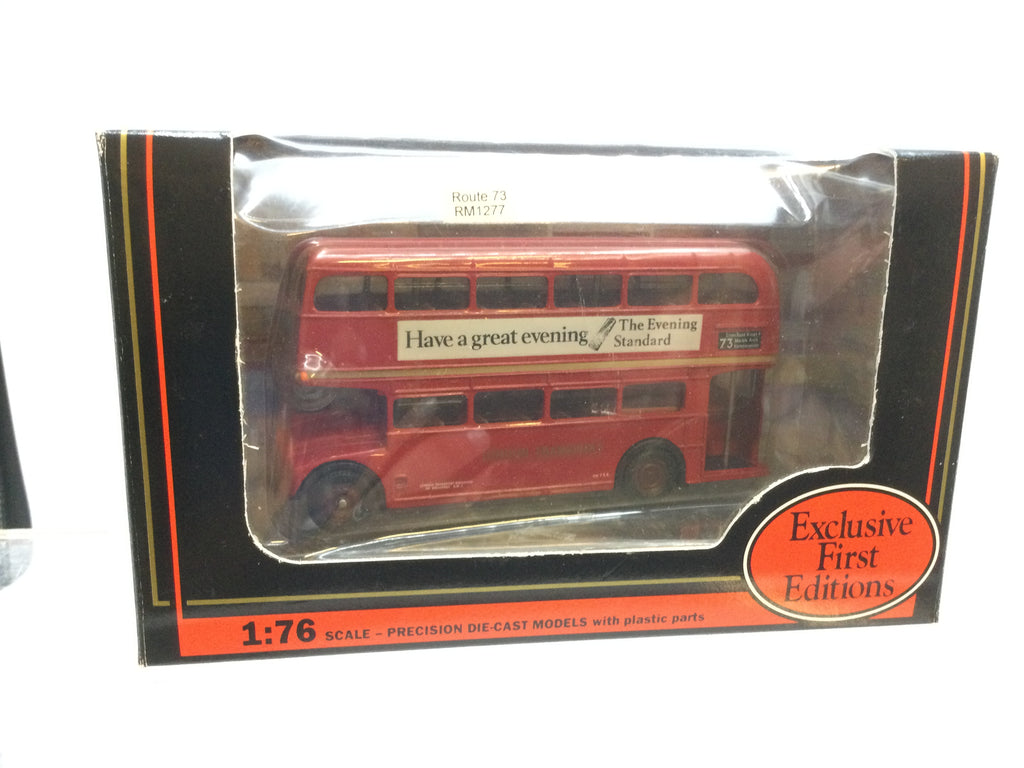 Route 73
RM1277
Have a great evening
The Evening
Standard
73
Exclusive
First
Editions
1:76 SCALE – PRECISION DIE-CAST MODELS with plastic parts